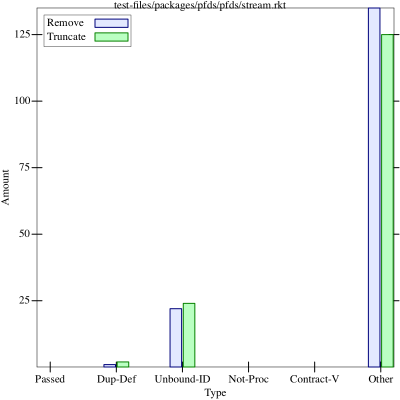 test-files/packages/pfds/pfds/stream.rkt
Remove
Truncate
125
100
75
50
25
Amount
Passed Dup-Def Unbound-ID Not-Proc Contract-V Other
Type